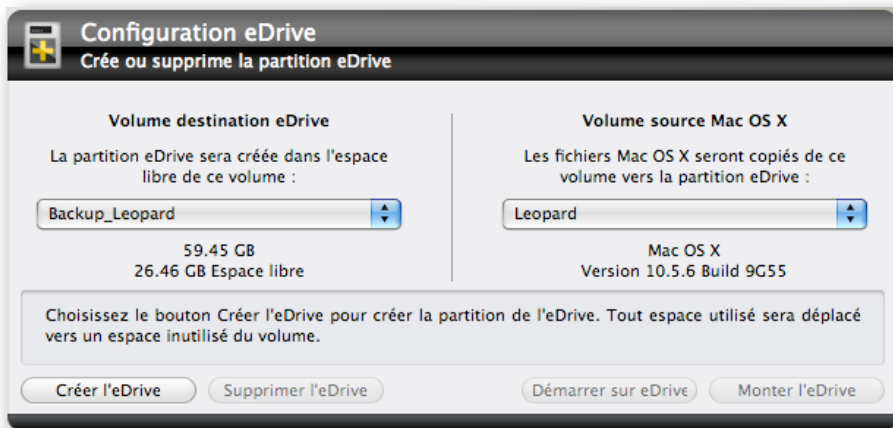 Configuration eDrive
Crée ou supprime la partition eDrive
Volume destination eDrive
La partition eDrive sera créée dans l'espace
libre de ce volume :
Backup_Leopard
59.45 GB
26.46 GB Espace libre
Volume source Mac OS X
Les fichiers Mac OS X seront copiés de ce
volume vers la partition eDrive :
Leopard
Mac OS X
Version 10.5.6 Build 9G55
Choisissez le bouton Créer l'eDrive pour créer la partition de l'eDrive. Tout espace utilisé sera déplacé
vers un espace inutilisé du volume.
Créer l'eDrive
Supprimer l'eDrive
Démarrer sur eDrive
Monter l'eDrive